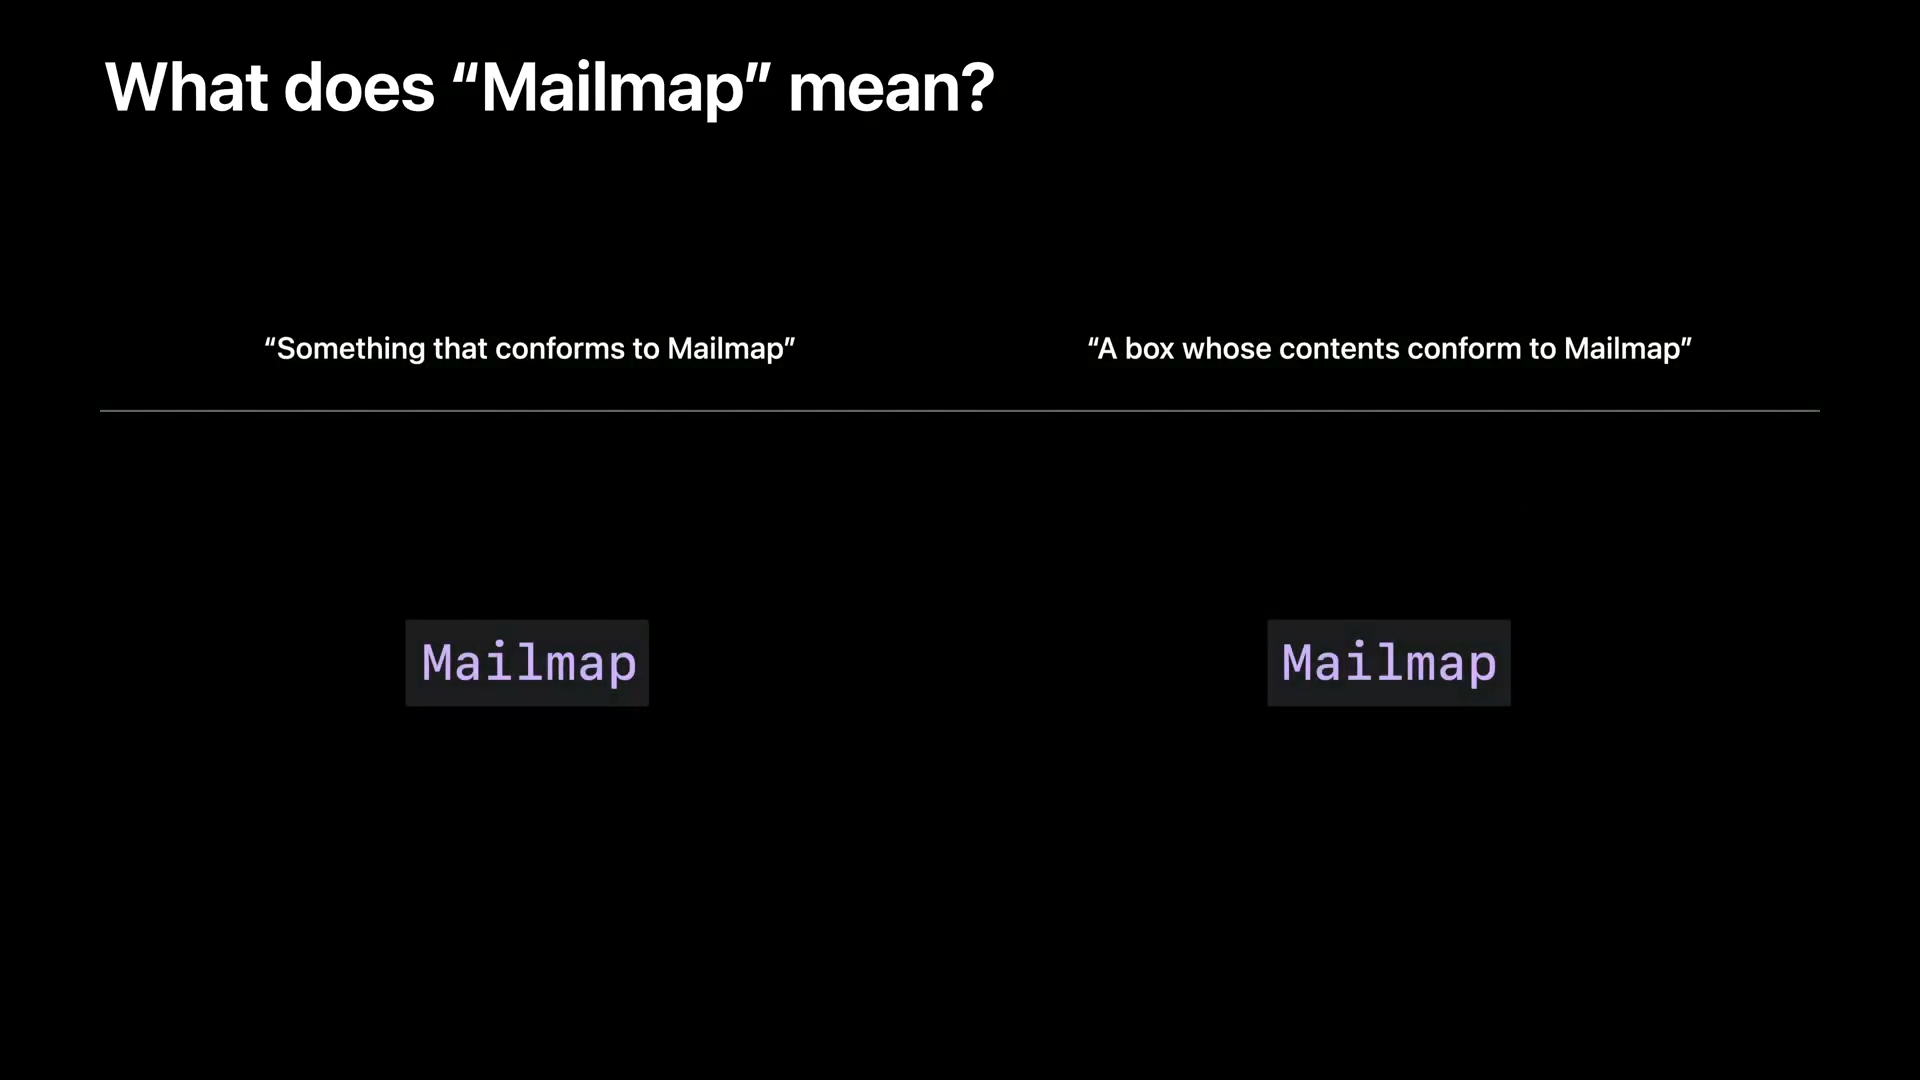 What does “Mailmap” mean?
“Something that conforms to Mailmap”
“A box whose contents conform to Mailmap”
Mailmap
Mailmap